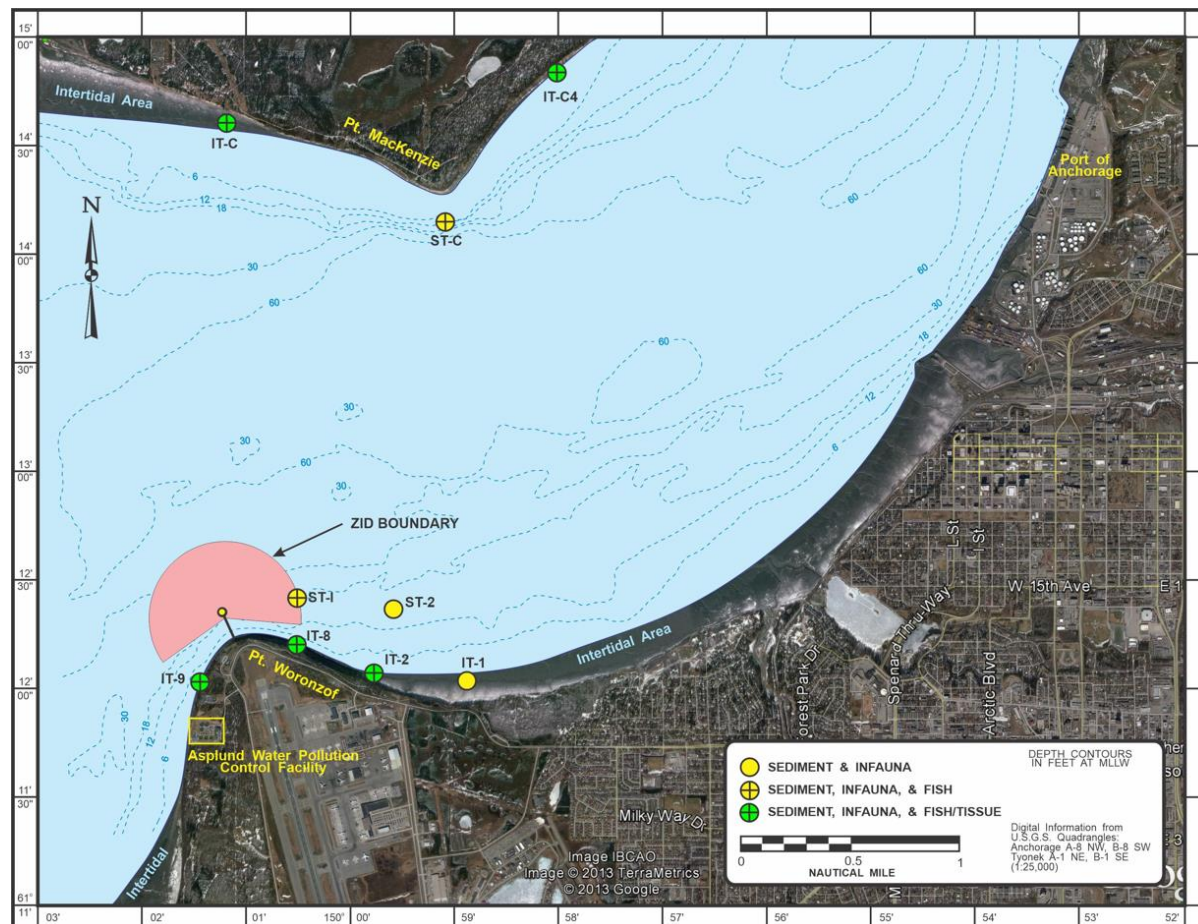 15'
00"
Intertidal Area
IT-C4
IT-C
Pt. MacKenzie
14'
30"
6
12
18
60
Port of
Anchorage
N
ST-C
14'
00"
30
60
60
60
30
18
12
6
13'
30"
60
30
30
60
30
13'
00"
ZID BOUNDARY
12'
30"
ST-I
ST-2
L St
I St
W 15th Ave
E 1
IT-8
IT-2
IT-1
Intertidal Area
Pt. Woronzof
IT-9
12'
00"
30
18
12
6
Asplund Water Pollution
Control Facility
Forest Park Dr
Spenard Thru Way
Arctic Blvd
11'
30"
Milky Way Dr
Intertidal
Image IBCAO
Image © 2013 TerraMetrics
© 2013 Google
SEDIMENT & INFAUNA
SEDIMENT, INFAUNA, & FISH
SEDIMENT, INFAUNA, & FISH/TISSUE
0 0.5 1
NAUTICAL MILE
DEPTH CONTOURS
IN FEET AT MLLW
Digital Information from
U.S.G.S. Quadrangles:
Anchorage A-8 NW, B-8 SW
Tyonek A-1 NE, B-1 SE
(1:25,000)
61°
11'
03' 02' 01' 150° 00' 58' 57' 56' 55' 54' 53' 52'